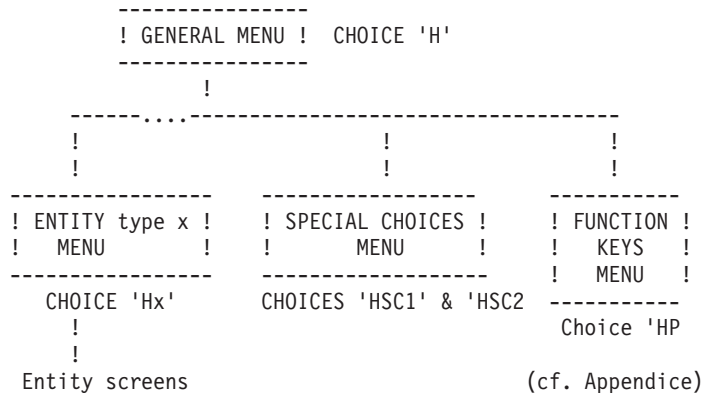 ----------------
! GENERAL MENU !  CHOICE 'H'
----------------
!
------....-------------------------------------
!                          !                   !
!                          !                   !
-----------------    ------------------    -----------
! ENTITY type x !    ! SPECIAL CHOICES !    ! FUNCTION !
!   MENU        !    !       MENU      !    !   KEYS   !
-----------------    -------------------    !   MENU   !
CHOICE 'Hx'      CHOICES 'HSC1' & 'HSC2  -----------
!                                        Choice 'HP
!
Entity screens                          (cf. Appendice)